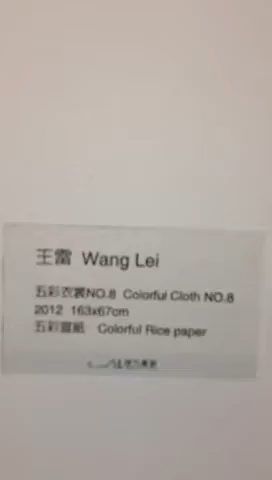 王雷 Wang Lei
五彩衣裳NO.8 Colorful Cloth NO.8
2012 163x67cm
五彩宣紙 Colorful Rice paper